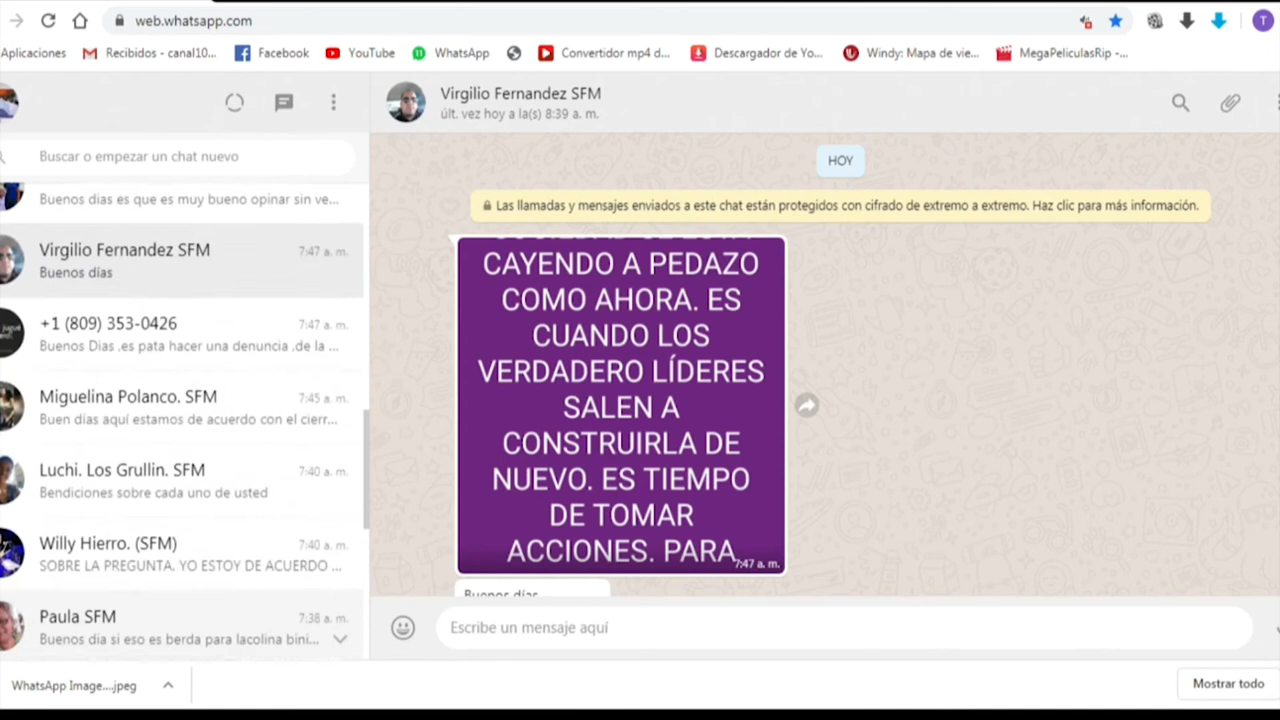 web.whatsapp.com
T
Aplicaciones
Recibidos - canal10...
Facebook
YouTube
WhatsApp
Convertidor mp4 d...
Descargador de Yo...
Windy: Mapa de vie...
MegaPeliculasRip -...
Buscar o empezar un chat nuevo
Buenos dias es que es muy bueno opinar sin ve...
Virgilio Fernandez SFM
7:47 a. m.
Buenos días
+1 (809) 353-0426
7:47 a. m.
Buenos Dias .es pata hacer una denuncia .de la ...
Miguelina Polanco. SFM
7:45 a. m.
Buen días aquí estamos de acuerdo con el cierr...
Luchi. Los Grullin. SFM
7:40 a. m.
Bendiciones sobre cada uno de usted
Willy Hierro. (SFM)
7:40 a. m.
SOBRE LA PREGUNTA. YO ESTOY DE ACUERDO ...
Paula SFM
7:38 a. m.
Buenos dia si eso es berda para lacolina bini...
Virgilio Fernandez SFM
últ. vez hoy a la(s) 8:39 a. m.
HOY
Las llamadas y mensajes enviados a este chat están protegidos con cifrado de extremo a extremo. Haz clic para más información.
CAYENDO A PEDAZO
COMO AHORA. ES
CUANDO LOS
VERDADERO LÍDERES
SALEN A
CONSTRUIRLA DE
NUEVO. ES TIEMPO
DE TOMAR
ACCIONES. PARA
7:47 a. m.
Buenos días
Escribe un mensaje aquí
WhatsApp Image....jpeg
Mostrar todo